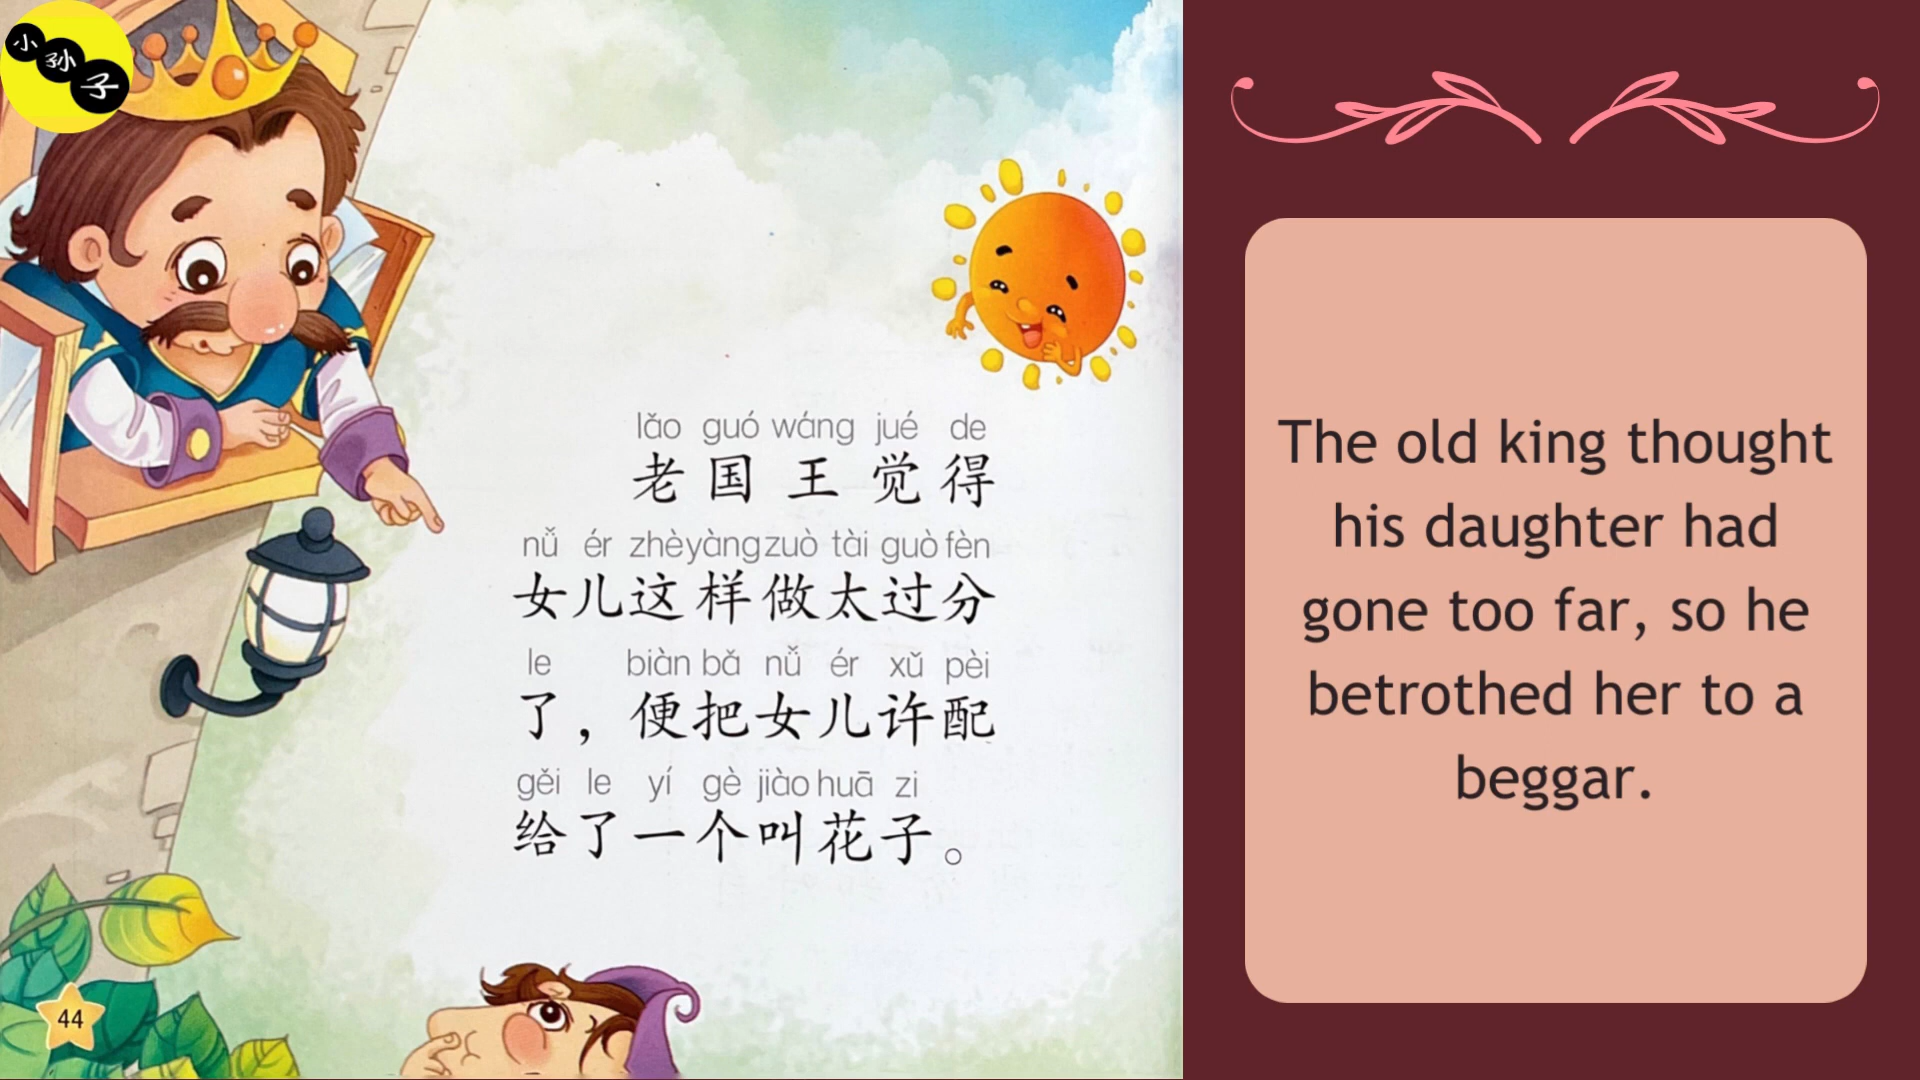 小孙子
lǎo guó wáng jué de
老国王觉得
nǚ ér zhè yàng zuò tài guò fèn
女儿这样做太过分
le biàn bǎ nǚ ér xǔ pèi
了，便把女儿许配
gěi le yí gè jiào huā zi
给了一个叫花子。
44
The old king thought
his daughter had
gone too far, so he
betrothed her to a
beggar.